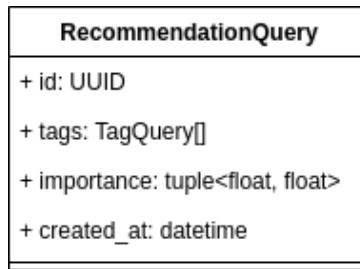 RecommendationQuery
+ id: UUID
+ tags: TagQuery[]
+ importance: tuple<float, float>
+ created_at: datetime